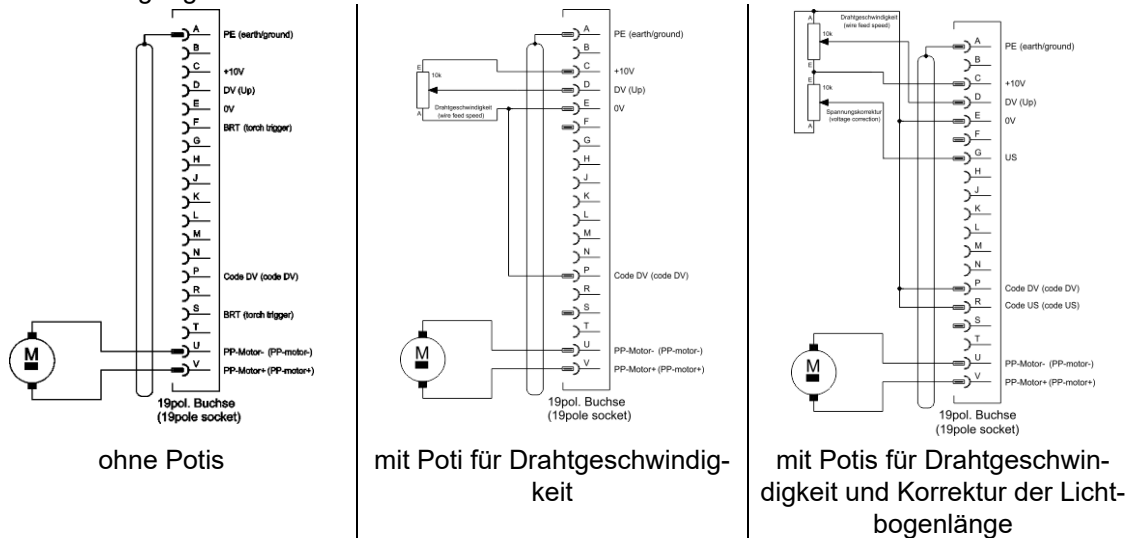 A
PE (earth/ground)
B
C
+10V
D
DV (Up)
E
0V
F
BRT (torch trigger)
G
H
J
K
L
M
N
P
Code DV (code DV)
R
S
BRT (torch trigger)
T
U
PP-Motor- (PP-motor-)
V
PP-Motor+ (PP-motor+)
M
19pol. Buchse
(19pole socket)
ohne Potis
A
PE (earth/ground)
B
C
+10V
D
DV (Up)
E
0V
F
G
H
J
K
L
M
N
P
Code DV (code DV)
R
S
T
U
PP-Motor- (PP-motor-)
V
PP-Motor+ (PP-motor+)
E
10k
A
Drahtgeschwindigkeit
(wire feed speed)
M
19pol. Buchse
(19pole socket)
mit Poti für Drahtgeschwindig-
keit
A
Drahtgeschwindigkeit
(wire feed speed)
10k
E
E
10k
Spannungskorrektur
(voltage correction)
A
A
PE (earth/ground)
B
C
+10V
D
DV (Up)
E
0V
F
G
US
H
J
K
L
M
N
P
Code DV (code DV)
R
Code US (code US)
S
T
U
PP-Motor- (PP-motor-)
V
PP-Motor+ (PP-motor+)
M
19pol. Buchse
(19pole socket)
mit Potis für Drahtgeschwin-
digkeit und Korrektur der Licht-
bogenlänge